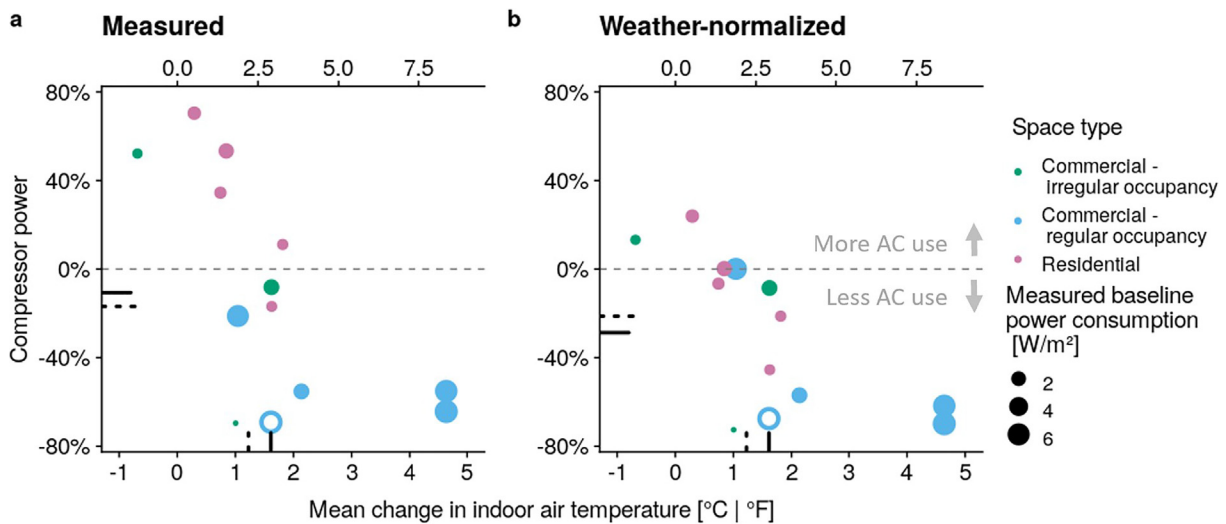 a
Measured
b
Weather-normalized
0.0 2.5 5.0 7.5
0.0 2.5 5.0 7.5
80%
40%
0%
-40%
-80%
Compressor power
80%
40%
0%
-40%
-80%
More AC use
Less AC use
-1 0 1 2 3 4 5
-1 0 1 2 3 4 5
Mean change in indoor air temperature [°C | °F]
Space type
Commercial -
Irregular occupancy
Commercial -
regular occupancy
Residential
Measured baseline
power consumption
[W/m²]
2
4
6